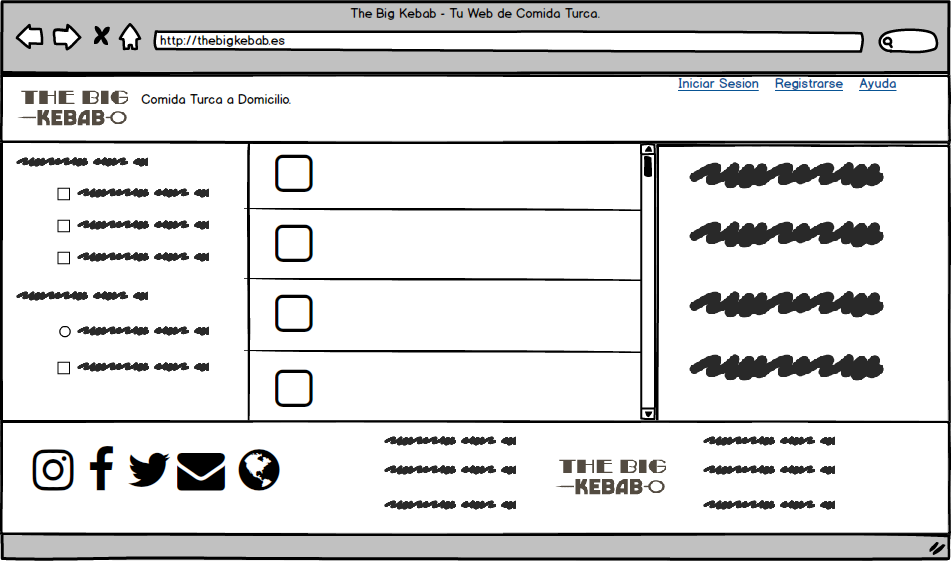 The Big Kebab - Tu Web de Comida Turca.
http://thebigkebab.es
Iniciar Sesion Registrarse Ayuda
THE BIG
KEBAB
Comida Turca a Domicilio.
THE BIG
KEBAB